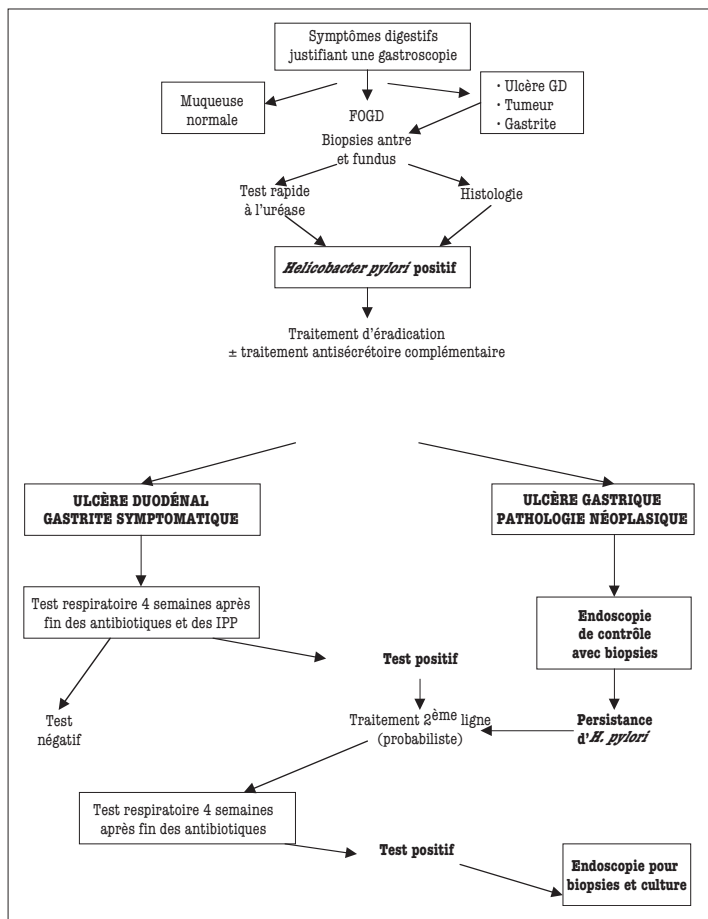 Symptômes digestifs
justifiant une gastroscopie
Muqueuse
normale
FOGD
Biopsies antre
et fundus
· Ulcère GD
· Tumeur
· Gastrite
Test rapide
à l'uréase
Histologie
Helicobacter pylori positif
Traitement d'éradication
± traitement antisécrétoire complémentaire
ULCÈRE DUODÉNAL
GASTRITE SYMPTOMATIQUE
ULCÈRE GASTRIQUE
PATHOLOGIE NÉOPLASIQUE
Test respiratoire 4 semaines après
fin des antibiotiques et des IPP
Endoscopie
de contrôle
avec biopsies
Test positif
Test
négatif
Traitement 2ème ligne
(probabiliste)
Persistance
d'H. pylori
Test respiratoire 4 semaines
après fin des antibiotiques
Test positif
Endoscopie pour
biopsies et culture